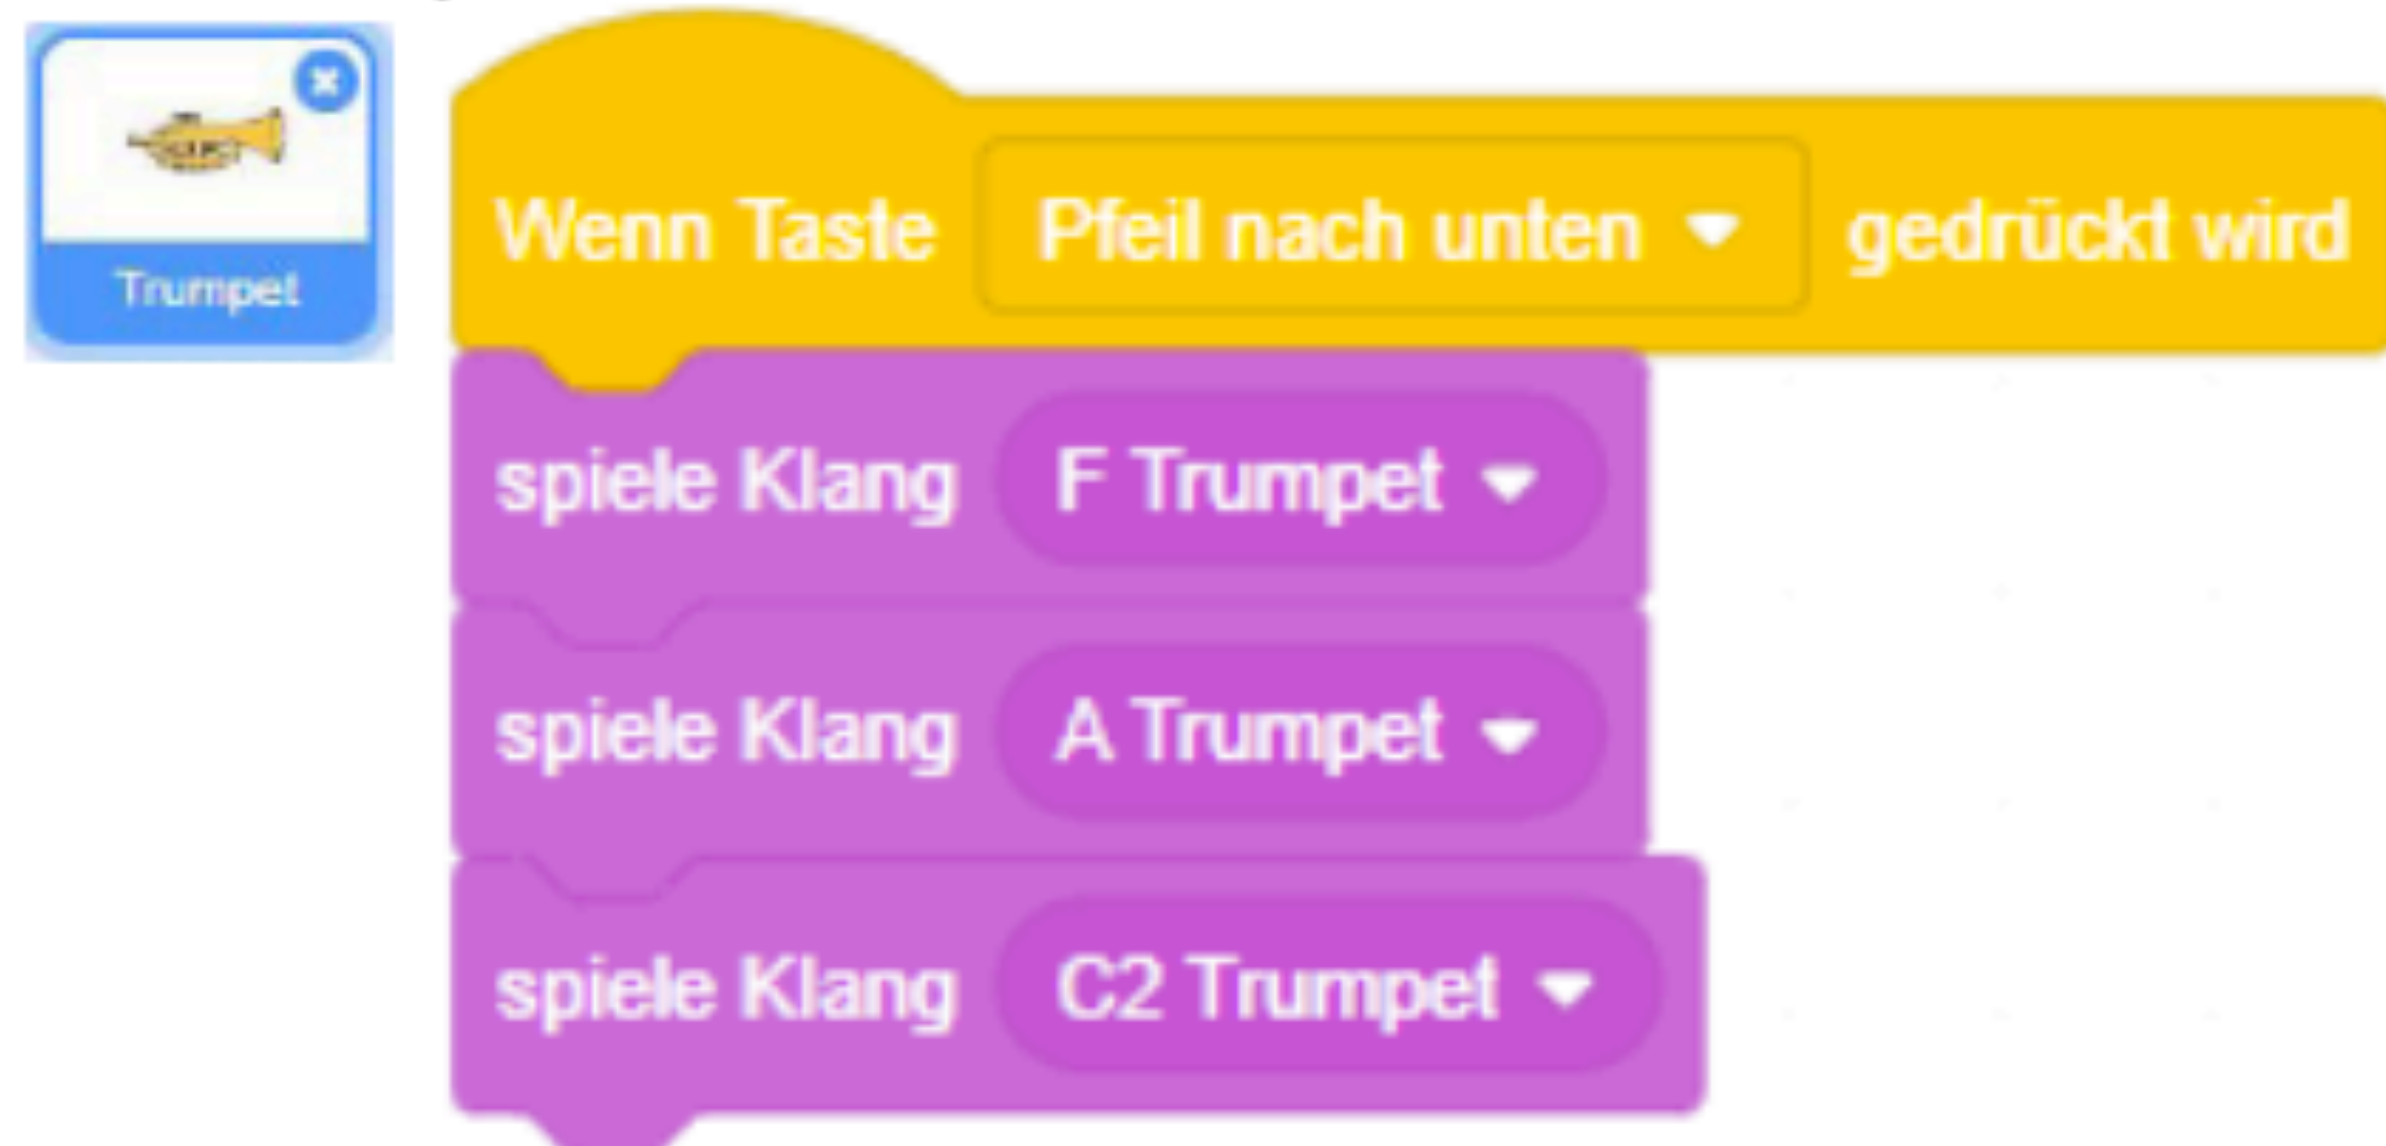 Trumpet
Wenn Taste Pfeil nach unten gedrückt wird
spiele Klang F Trumpet
spiele Klang A Trumpet
spiele Klang C2 Trumpet